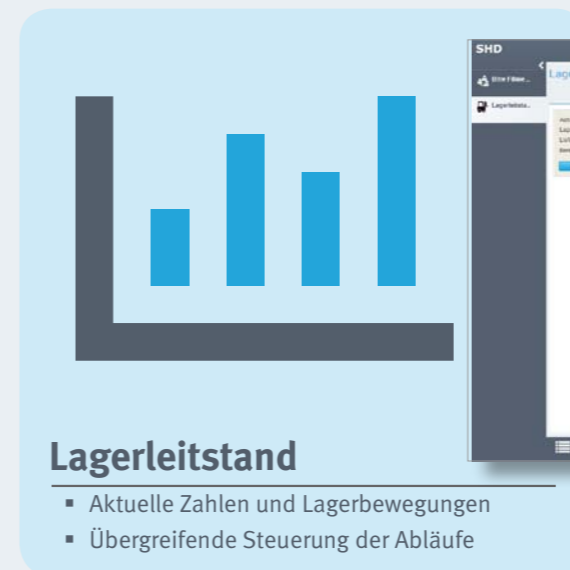 SHD
Lagerleitstand
▪ Aktuelle Zahlen und Lagerbewegungen
▪ Übergreifende Steuerung der Abläufe